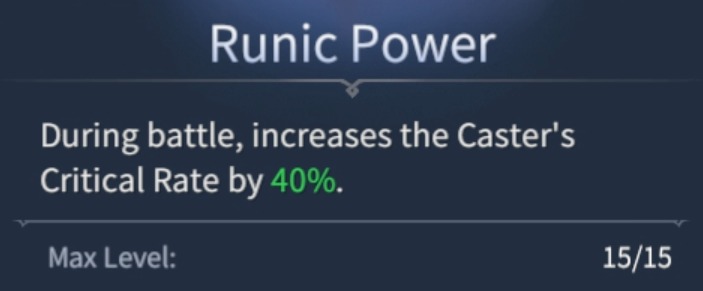 Runic Power
During battle, increases the Caster's
Critical Rate by 40%.
Max Level: 15/15